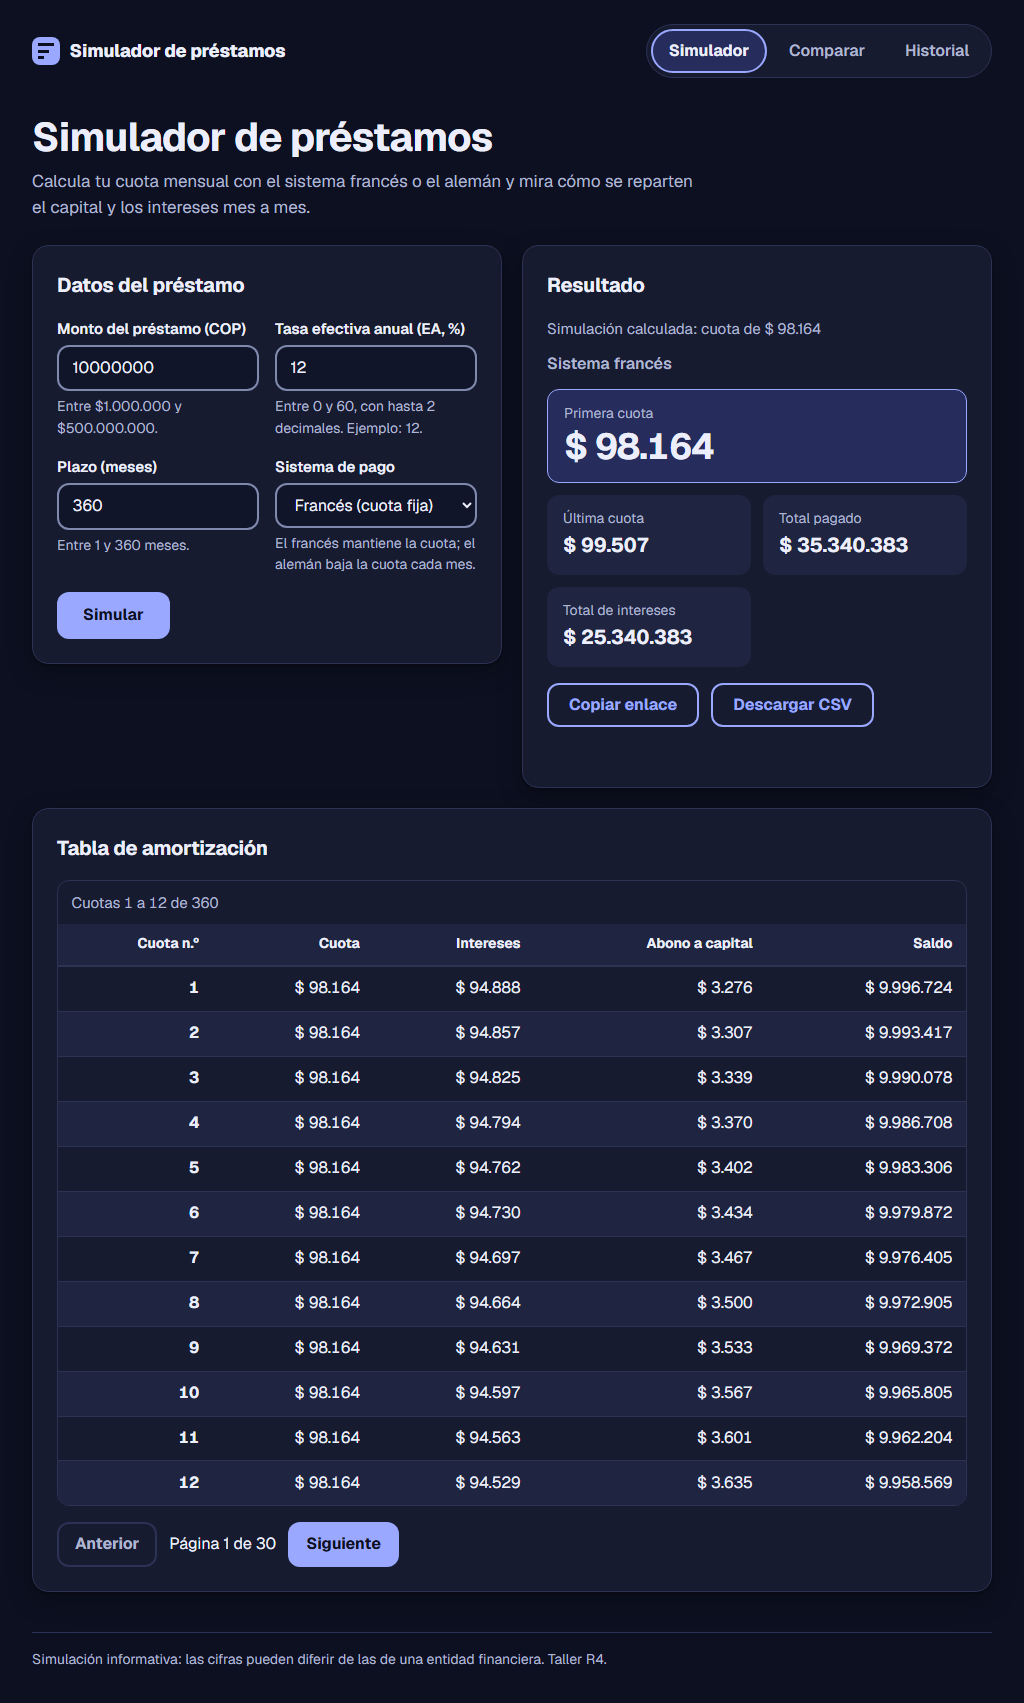 Simulador de préstamos
Simulador Comparar Historial
Simulador de préstamos
Calcula tu cuota mensual con el sistema francés o el alemán y mira cómo se reparten
el capital y los intereses mes a mes.
Datos del préstamo
Monto del préstamo (COP)
10000000
Entre $1.000.000 y
$500.000.000.
Tasa efectiva anual (EA, %)
12
Entre 0 y 60, con hasta 2
decimales. Ejemplo: 12.
Plazo (meses)
360
Entre 1 y 360 meses.
Sistema de pago
Francés (cuota fija)
El francés mantiene la cuota; el
alemán baja la cuota cada mes.
Simular
Resultado
Simulación calculada: cuota de $ 98.164
Sistema francés
Primera cuota
$ 98.164
Última cuota
$ 99.507
Total pagado
$ 35.340.383
Total de intereses
$ 25.340.383
Copiar enlace Descargar CSV
Tabla de amortización
Cuotas 1 a 12 de 360
Cuota n.º Cuota Intereses Abono a capital Saldo
1 $ 98.164 $ 94.888 $ 3.276 $ 9.996.724
2 $ 98.164 $ 94.857 $ 3.307 $ 9.993.417
3 $ 98.164 $ 94.825 $ 3.339 $ 9.990.078
4 $ 98.164 $ 94.794 $ 3.370 $ 9.986.708
5 $ 98.164 $ 94.762 $ 3.402 $ 9.983.306
6 $ 98.164 $ 94.730 $ 3.434 $ 9.979.872
7 $ 98.164 $ 94.697 $ 3.467 $ 9.976.405
8 $ 98.164 $ 94.664 $ 3.500 $ 9.972.905
9 $ 98.164 $ 94.631 $ 3.533 $ 9.969.372
10 $ 98.164 $ 94.597 $ 3.567 $ 9.965.805
11 $ 98.164 $ 94.563 $ 3.601 $ 9.962.204
12 $ 98.164 $ 94.529 $ 3.635 $ 9.958.569
Anterior Página 1 de 30 Siguiente
Simulación informativa: las cifras pueden diferir de las de una entidad financiera. Taller R4.